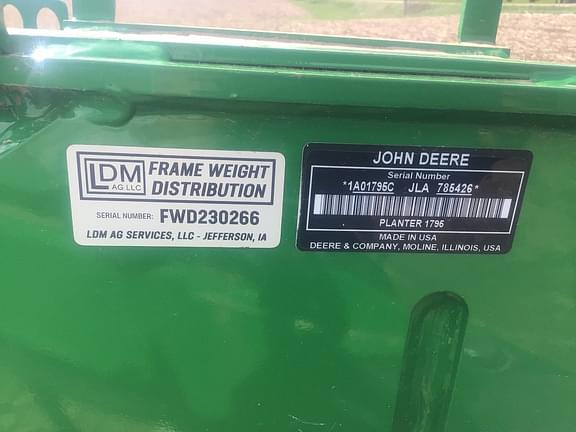 LDM
AG LLC
FRAME WEIGHT
DISTRIBUTION
SERIAL NUMBER: FWD230266
LDM AG SERVICES, LLC - JEFFERSON, IA
JOHN DEERE
Serial Number
*1A01795C JLA 785426*
PLANTER 1795
MADE IN USA
DEERE & COMPANY, MOLINE, ILLINOIS, USA